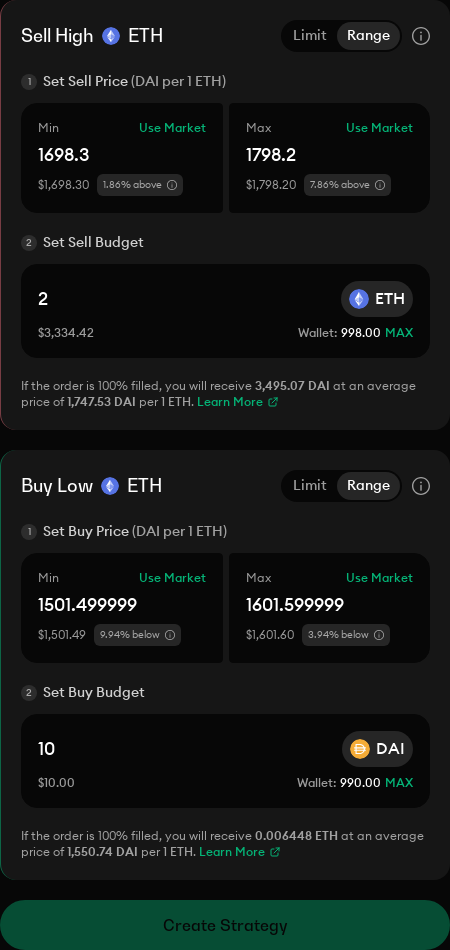 Sell High ETH
Limit Range
1 Set Sell Price (DAI per 1 ETH)
Min Use Market
1698.3
$1,698.30 1.86% above
Max Use Market
1798.2
$1,798.20 7.86% above
2 Set Sell Budget
2 ETH
$3,334.42 Wallet: 998.00 MAX
If the order is 100% filled, you will receive 3,495.07 DAI at an average
price of 1,747.53 DAI per 1 ETH. Learn More
Buy Low ETH
Limit Range
1 Set Buy Price (DAI per 1 ETH)
Min Use Market
1501.499999
$1,501.49 9.94% below
Max Use Market
1601.599999
$1,601.60 3.94% below
2 Set Buy Budget
10 DAI
$10.00 Wallet: 990.00 MAX
If the order is 100% filled, you will receive 0.006448 ETH at an average
price of 1,550.74 DAI per 1 ETH. Learn More
Create Strategy